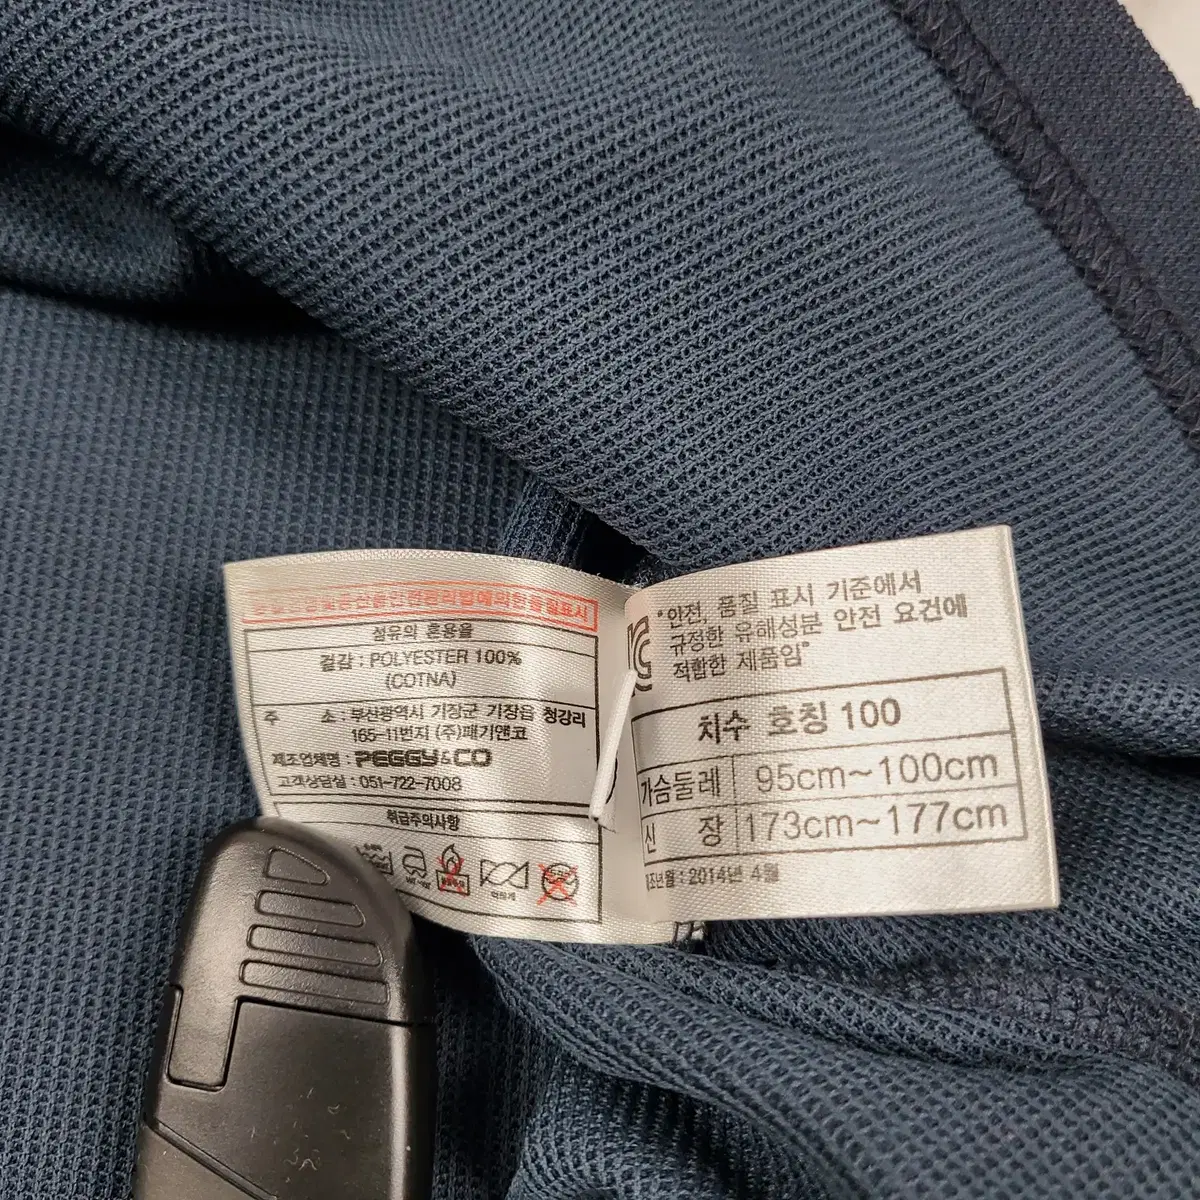 섬유의 혼용율
겉감 : POLYESTER 100%
(COTNA)
주 소 : 부산광역시 기장군 기장읍 청강리
165-11번지 (주)패기앤코
제조업체명 : PEGGY&CO
고객상담실 : 051-722-7008
취급주의사항
"안전, 품질 표시 기준에서
규정한 유해성분 안전 요건에
적합한 제품임"
치수 호칭 100
가슴둘레 95cm~100cm
신 장 173cm~177cm
조년월 : 2014년 4월